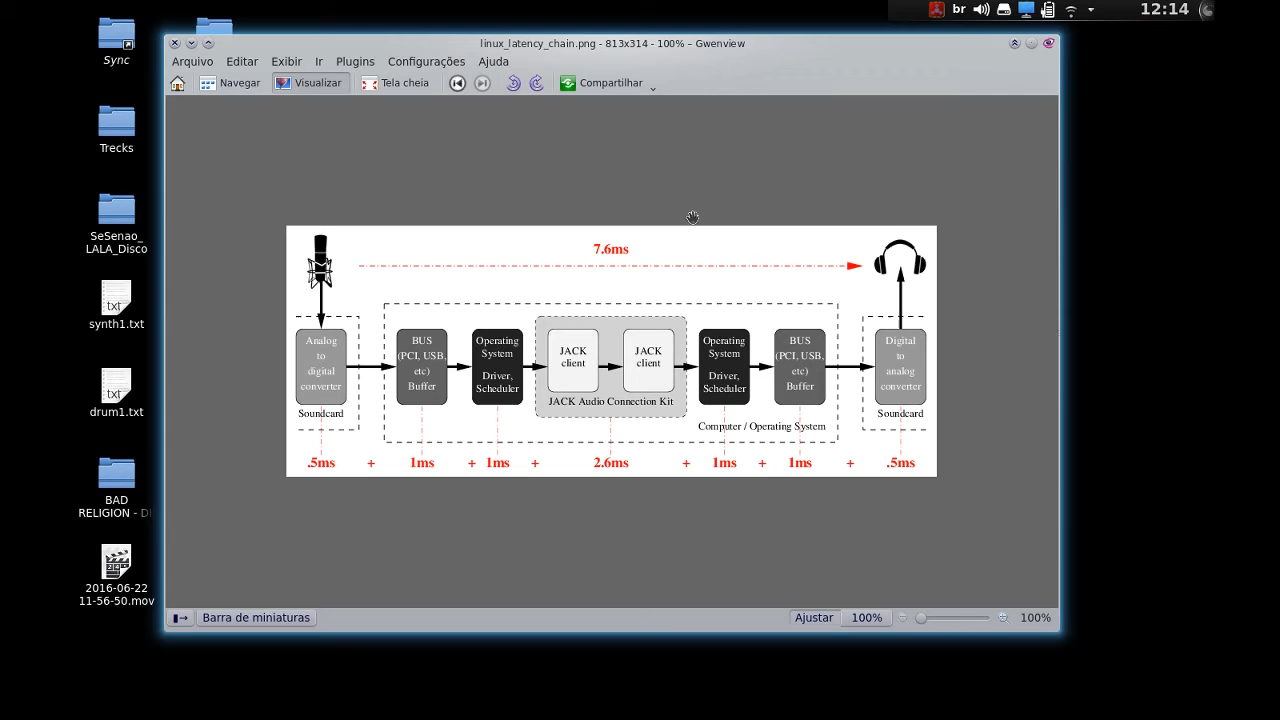 br
12:14
Sync
Trecks
SeSenao_
LALA_Disco
txt
synth1.txt
txt
drum1.txt
BAD
RELIGION - D
2016-06-22
11-56-50.mov
linux_latency_chain.png - 813x314 - 100% – Gwenview
Arquivo Editar Exibir Ir Plugins Configurações Ajuda
Navegar Visualizar Tela cheia Compartilhar
7.6ms
Analog
to
digital
converter
Soundcard
BUS
(PCI, USB,
etc)
Buffer
Operating
System
Driver,
Scheduler
JACK
client
JACK
client
JACK Audio Connection Kit
Operating
System
Driver,
Scheduler
BUS
(PCI, USB,
etc)
Buffer
Computer / Operating System
Digital
to
analog
converter
Soundcard
.5ms + 1ms + 1ms + 2.6ms + 1ms + 1ms + .5ms
Barra de miniaturas
Ajustar 100% 100%